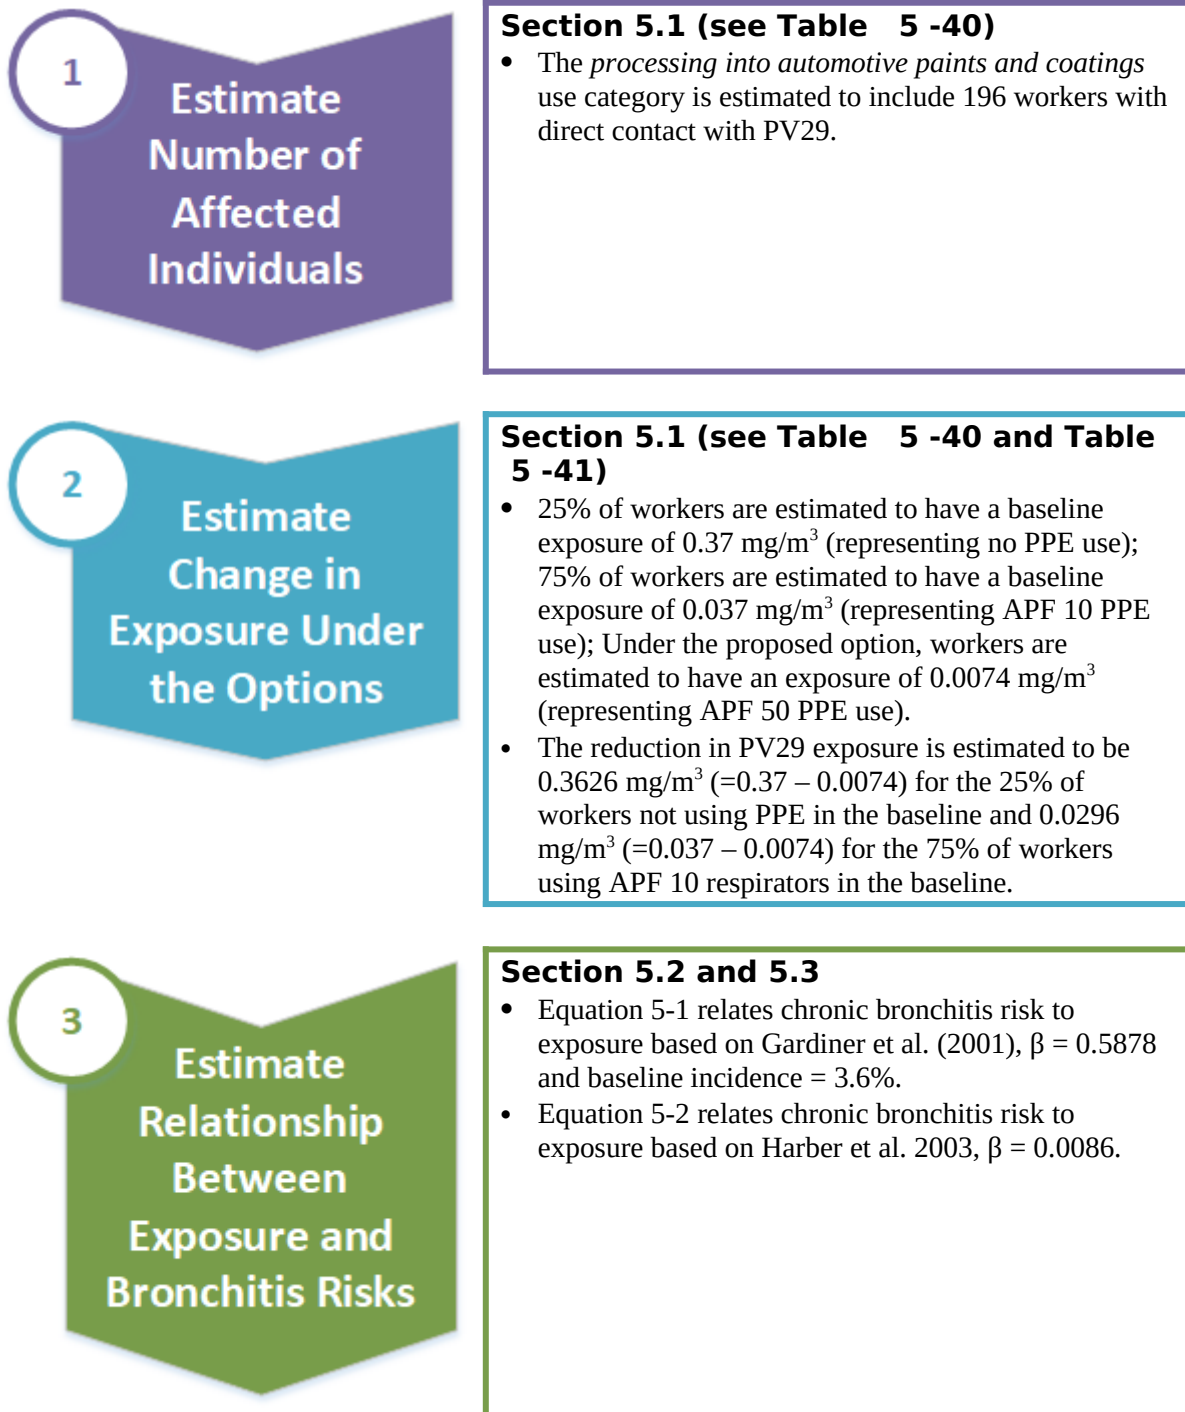 1
Estimate
Number of
Affected
Individuals
Section 5.1 (see Table 5 -40)
• The processing into automotive paints and coatings
use category is estimated to include 196 workers with
direct contact with PV29.
2
Estimate
Change in
Exposure Under
the Options
Section 5.1 (see Table 5 -40 and Table
5 -41)
• 25% of workers are estimated to have a baseline
exposure of 0.37 mg/m³ (representing no PPE use);
75% of workers are estimated to have a baseline
exposure of 0.037 mg/m³ (representing APF 10 PPE
use); Under the proposed option, workers are
estimated to have an exposure of 0.0074 mg/m³
(representing APF 50 PPE use).
• The reduction in PV29 exposure is estimated to be
0.3626 mg/m³ (=0.37 – 0.0074) for the 25% of
workers not using PPE in the baseline and 0.0296
mg/m³ (=0.037 – 0.0074) for the 75% of workers
using APF 10 respirators in the baseline.
3
Estimate
Relationship
Between
Exposure and
Bronchitis Risks
Section 5.2 and 5.3
• Equation 5-1 relates chronic bronchitis risk to
exposure based on Gardiner et al. (2001), β = 0.5878
and baseline incidence = 3.6%.
• Equation 5-2 relates chronic bronchitis risk to
exposure based on Harber et al. 2003, β = 0.0086.